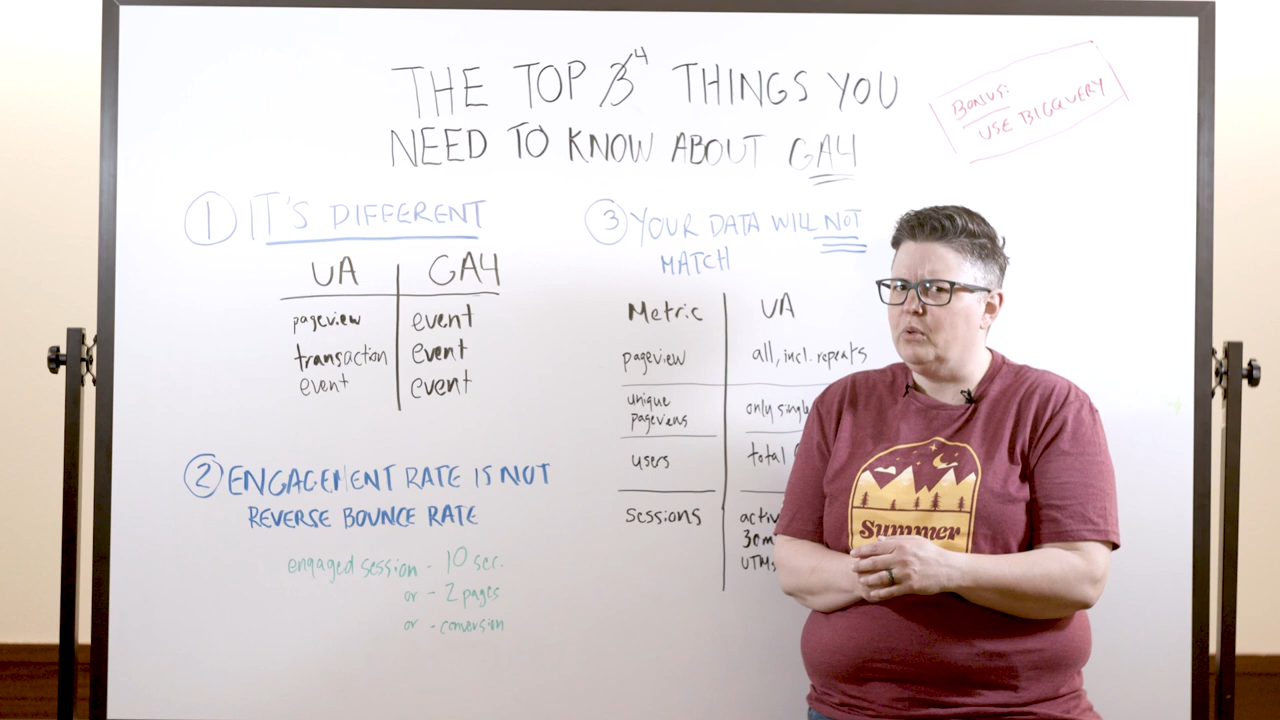 THE TOP 3 4 THINGS YOU
NEED TO KNOW ABOUT GA4
BONUS:
USE BIGQUERY
1 IT'S DIFFERENT
UA GA4
pageview event
transaction event
event event
2 ENGAGEMENT RATE IS NOT
REVERSE BOUNCE RATE
engaged session - 10 sec.
or - 2 pages
or - conversion
3 YOUR DATA WILL NOT
MATCH
Metric UA
pageview all, incl. repeats
unique
pageviews only single
users total
sessions activ
30m
UTMs
Summer